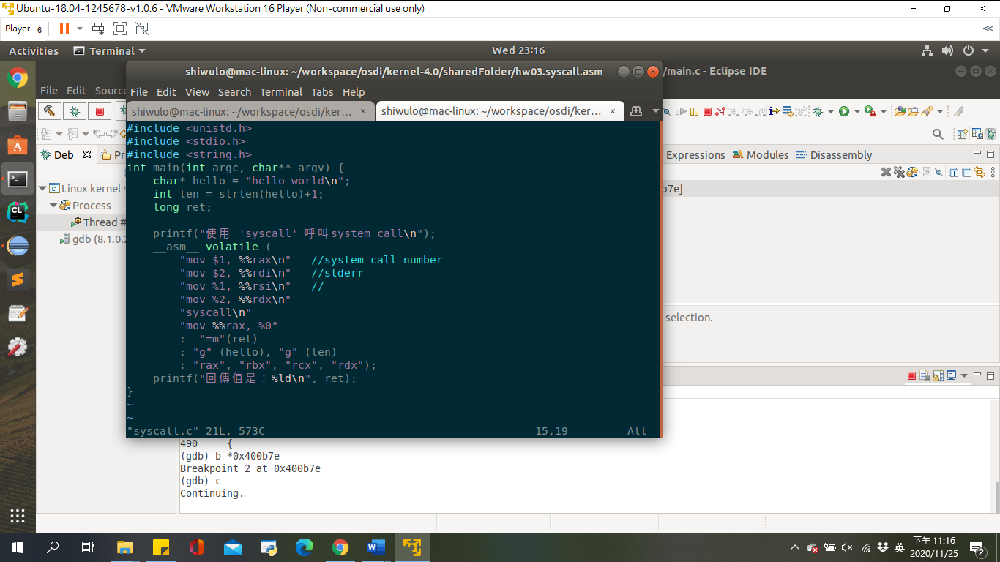 Ubuntu-18.04-1245678-v1.0.6 - VMware Workstation 16 Player (Non-commercial use only)
Player 6
Activities Terminal Wed 23:16
shiwulo@mac-linux: ~/workspace/osdi/kernel-4.0/sharedFolder/hw03.syscall.asm
/main.c - Eclipse IDE
File Edit Source
File Edit View Search Terminal Tabs Help
shiwulo@mac-linux: ~/workspace/osdi/ker... × shiwulo@mac-linux: ~/workspace/osdi/ker... ×
Deb
Expressions Modules Disassembly
Linux kernel 4
b7e]
Process
Thread #
gdb (8.1.0.2
#include <unistd.h>
#include <stdio.h>
#include <string.h>
int main(int argc, char** argv) {
    char* hello = "hello world\n";
    int len = strlen(hello)+1;
    long ret;
    printf("使用 'syscall' 呼叫system call\n");
    __asm__ volatile (
        "mov $1, %%rax\n"   //system call number
        "mov $2, %%rdi\n"   //stderr
        "mov %1, %%rsi\n"   //
        "mov %2, %%rdx\n"
        "syscall\n"
        "mov %%rax, %0"
        :  "=m"(ret)
        : "g" (hello), "g" (len)
        : "rax", "rbx", "rcx", "rdx");
    printf("回傳值是：%ld\n", ret);
}
~
~
"syscall.c" 21L, 573C 15,19 All
selection.
490     {
(gdb) b *0x400b7e
Breakpoint 2 at 0x400b7e
(gdb) c
Continuing.
英
下午 11:16
2020/11/25
2